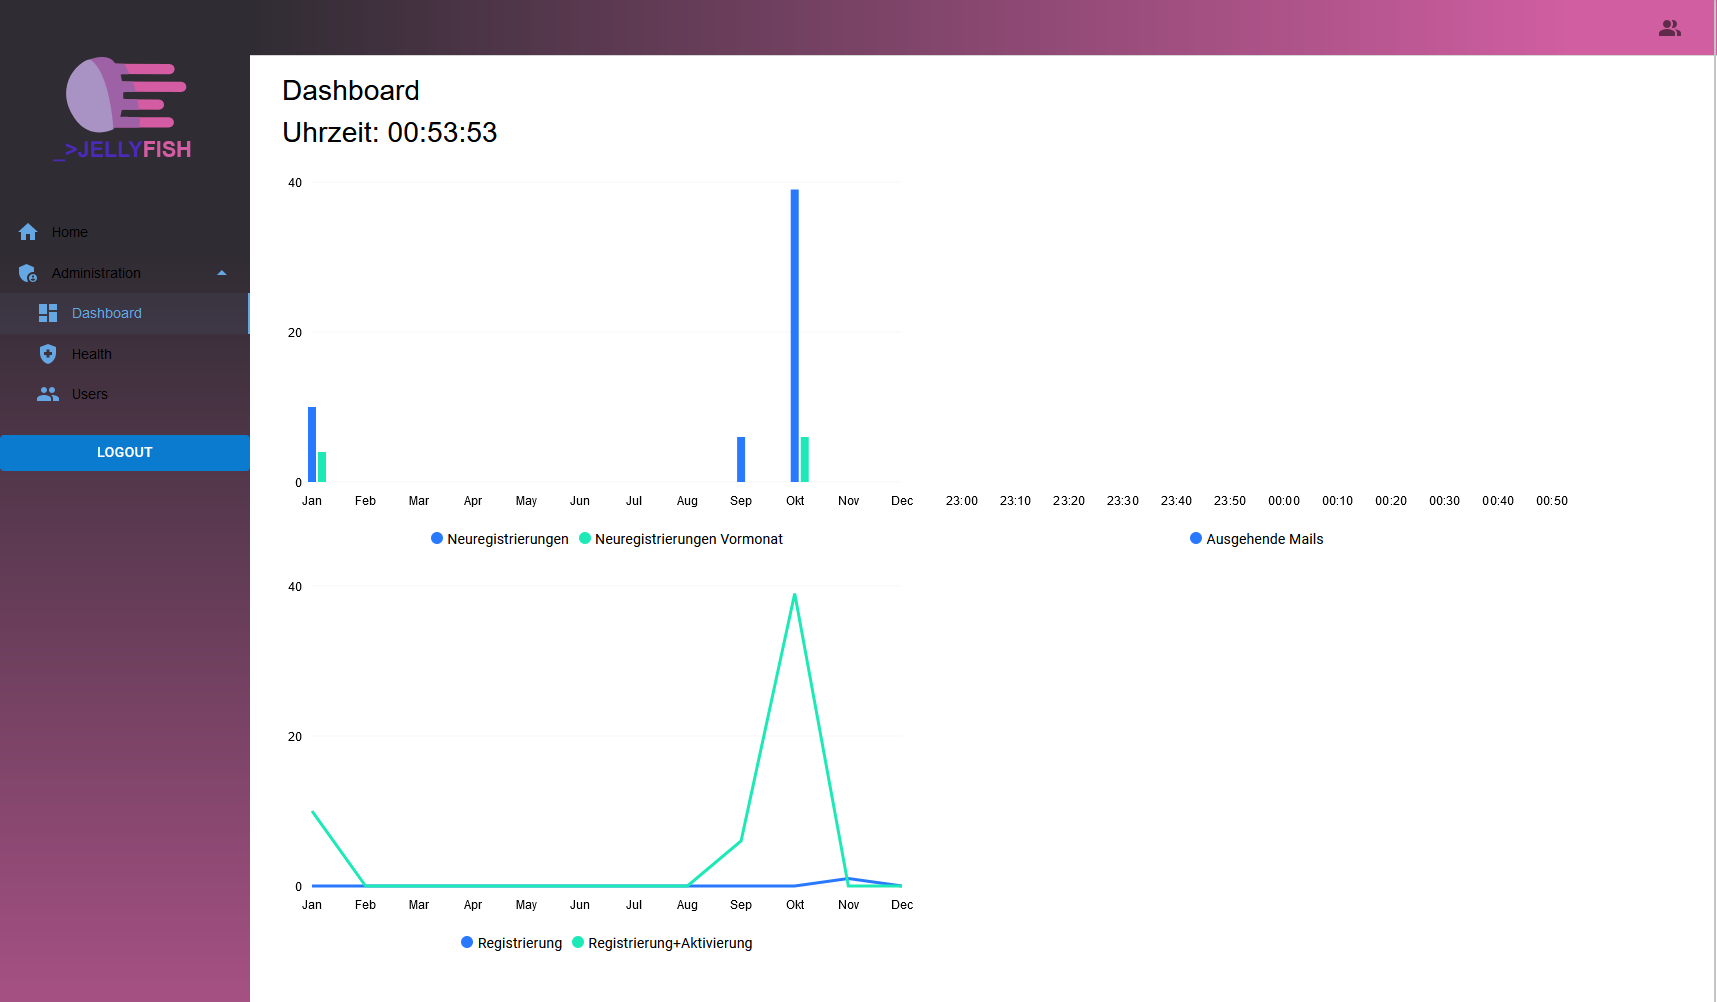 _>JELLYFISH
Home
Administration
Dashboard
Health
Users
LOGOUT
Dashboard
Uhrzeit: 00:53:53
40
20
0
Jan Feb Mar Apr May Jun Jul Aug Sep Okt Nov Dec
Neuregistrierungen Neuregistrierungen Vormonat
23:00 23:10 23:20 23:30 23:40 23:50 00:00 00:10 00:20 00:30 00:40 00:50
Ausgehende Mails
40
20
0
Jan Feb Mar Apr May Jun Jul Aug Sep Okt Nov Dec
Registrierung Registrierung+Aktivierung